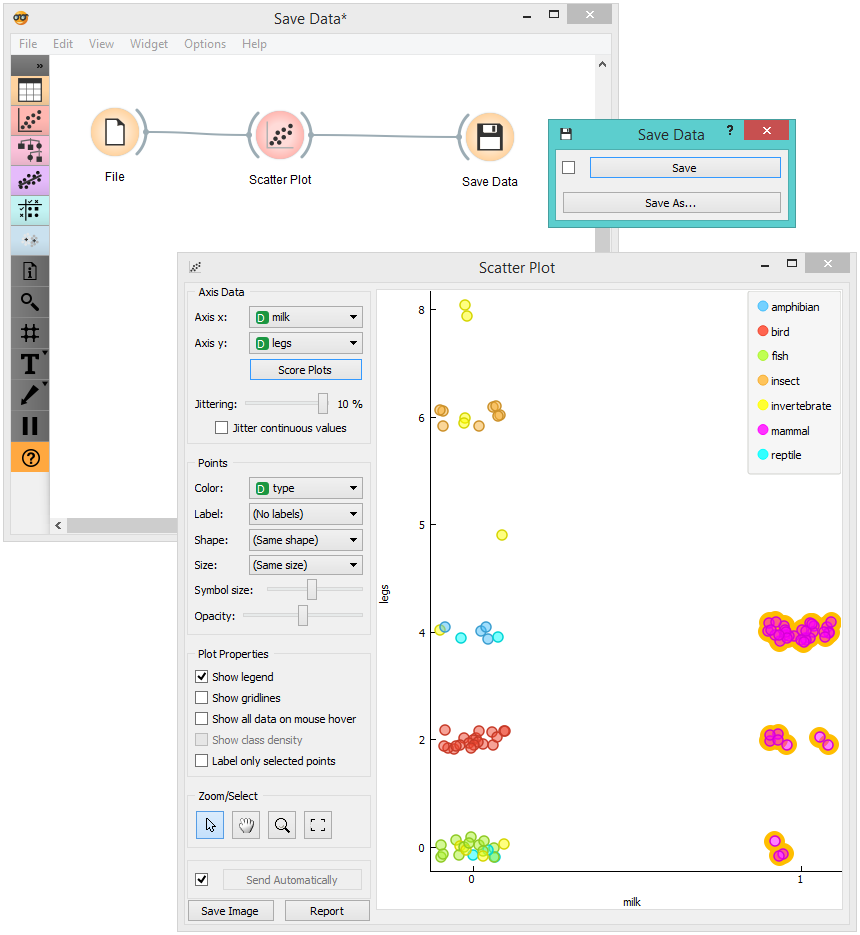 Save Data*
File Edit View Widget Options Help
»
File
Scatter Plot
Save Data
Save Data ?
Save
Save As...
Scatter Plot
Axis Data
Axis x: D milk
Axis y: D legs
Score Plots
Jittering: 10 %
Jitter continuous values
Points
Color: D type
Label: (No labels)
Shape: (Same shape)
Size: (Same size)
Symbol size:
Opacity:
Plot Properties
Show legend
Show gridlines
Show all data on mouse hover
Show class density
Label only selected points
Zoom/Select
Send Automatically
Save Image Report
8
6
5
4
2
0
legs
0 1
milk
amphibian
bird
fish
insect
invertebrate
mammal
reptile